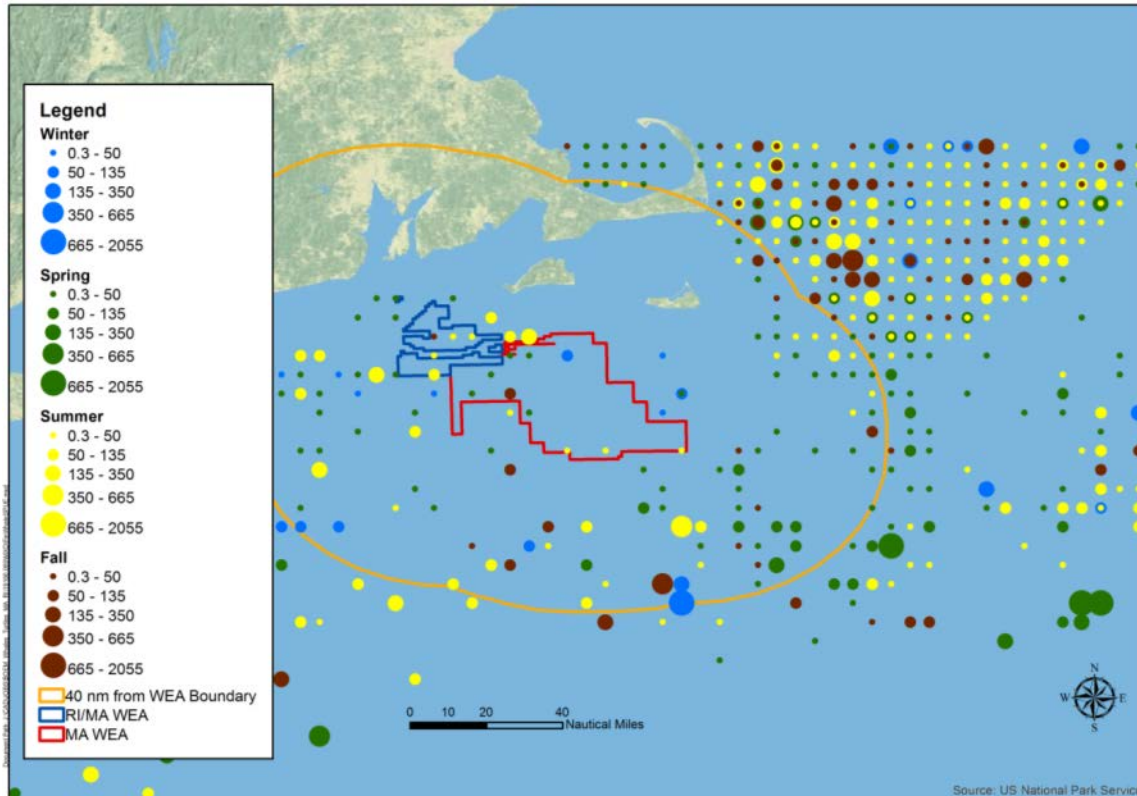 Legend
Winter
0.3 - 50
50 - 135
135 - 350
350 - 665
665 - 2055
Spring
0.3 - 50
50 - 135
135 - 350
350 - 665
665 - 2055
Summer
0.3 - 50
50 - 135
135 - 350
350 - 665
665 - 2055
Fall
0.3 - 50
50 - 135
135 - 350
350 - 665
665 - 2055
40 nm from WEA Boundary
RI/MA WEA
MA WEA
0 10 20 40
Nautical Miles
N
W E
S
Source: US National Park Servic
Document Path: